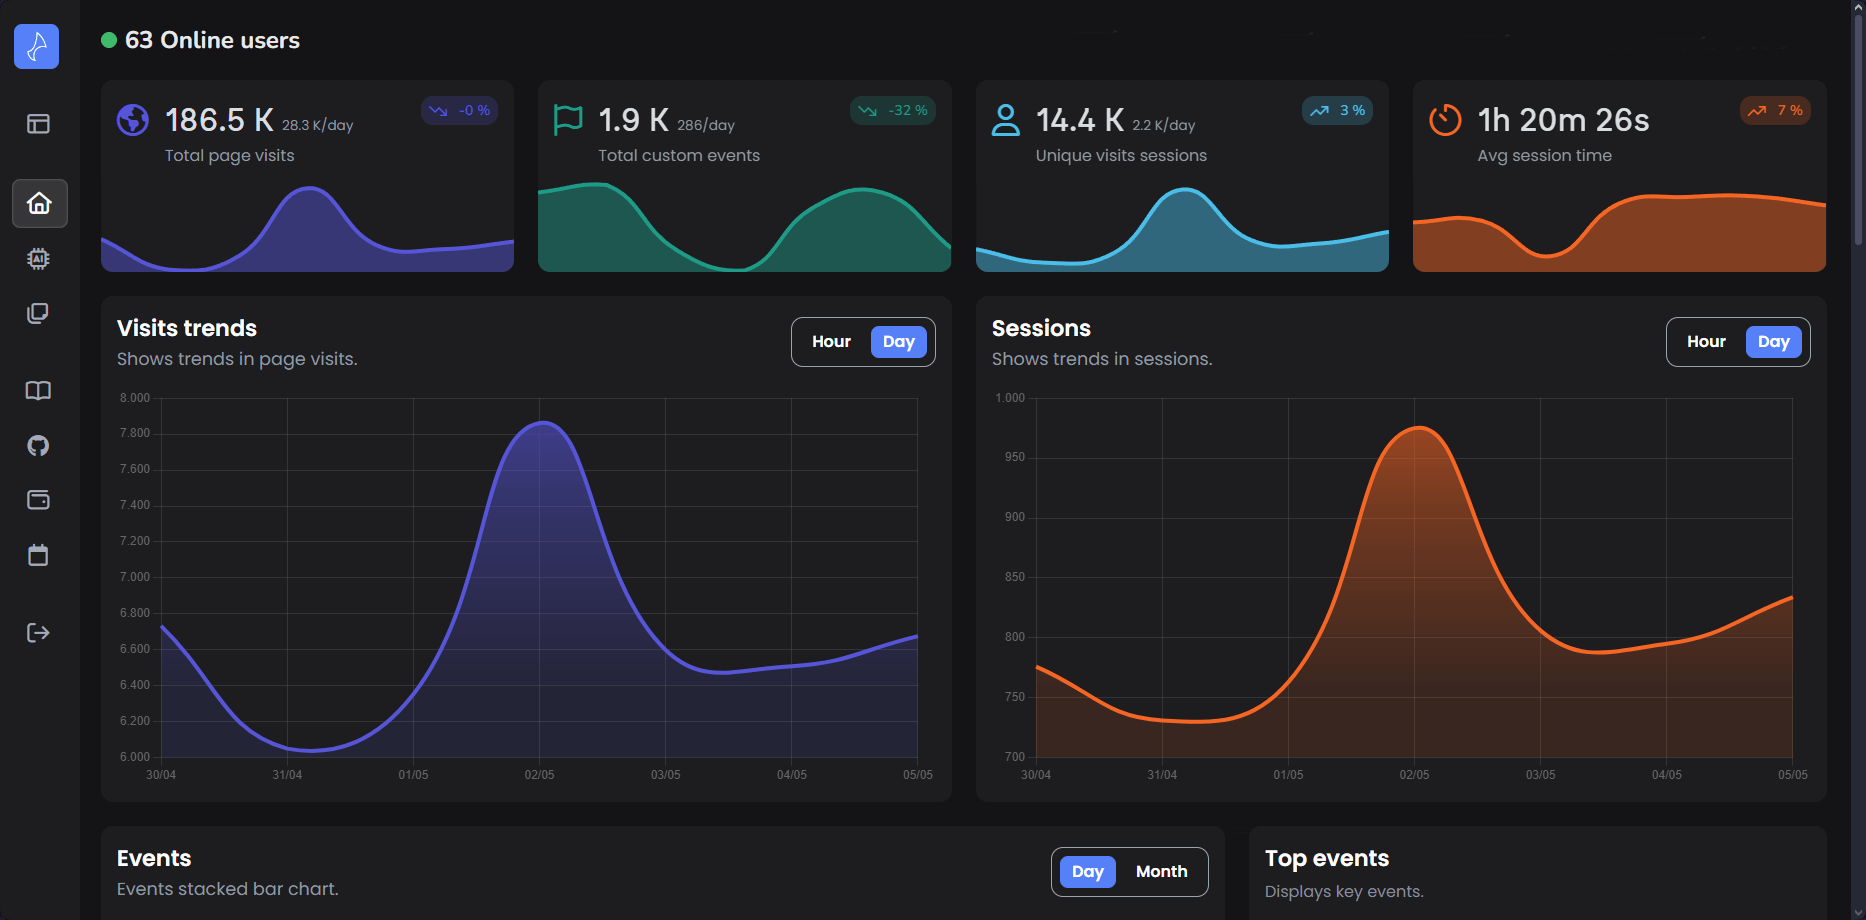 63 Online users
186.5 K 28.3 K/day
-0 %
Total page visits
1.9 K 286/day
-32 %
Total custom events
14.4 K 2.2 K/day
3 %
Unique visits sessions
1h 20m 26s
7 %
Avg session time
AI
Visits trends
Shows trends in page visits.
Hour Day
8.000
7.800
7.600
7.400
7.200
7.000
6.800
6.600
6.400
6.200
6.000
30/04 31/04 01/05 02/05 03/05 04/05 05/05
Sessions
Shows trends in sessions.
Hour Day
1.000
950
900
850
800
750
700
30/04 31/04 01/05 02/05 03/05 04/05 05/05
Events
Events stacked bar chart.
Day Month
Top events
Displays key events.